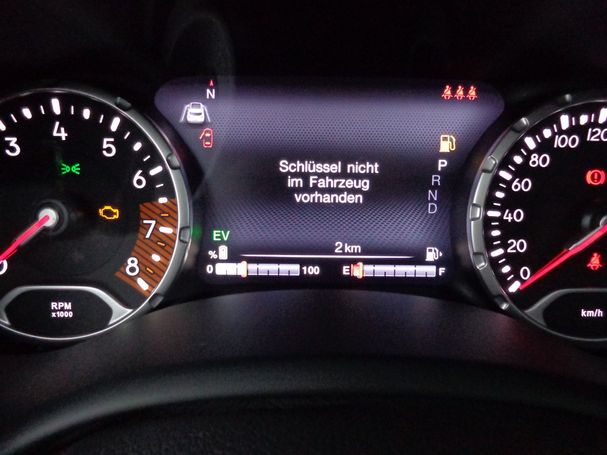 N
3 4 5 6 7 8
Schlüssel nicht
im Fahrzeug
vorhanden
P
R
N
D
EV
2 km
% 0 100
E F
RPM
x1000
0 20 40 60 80 100 120
km/h